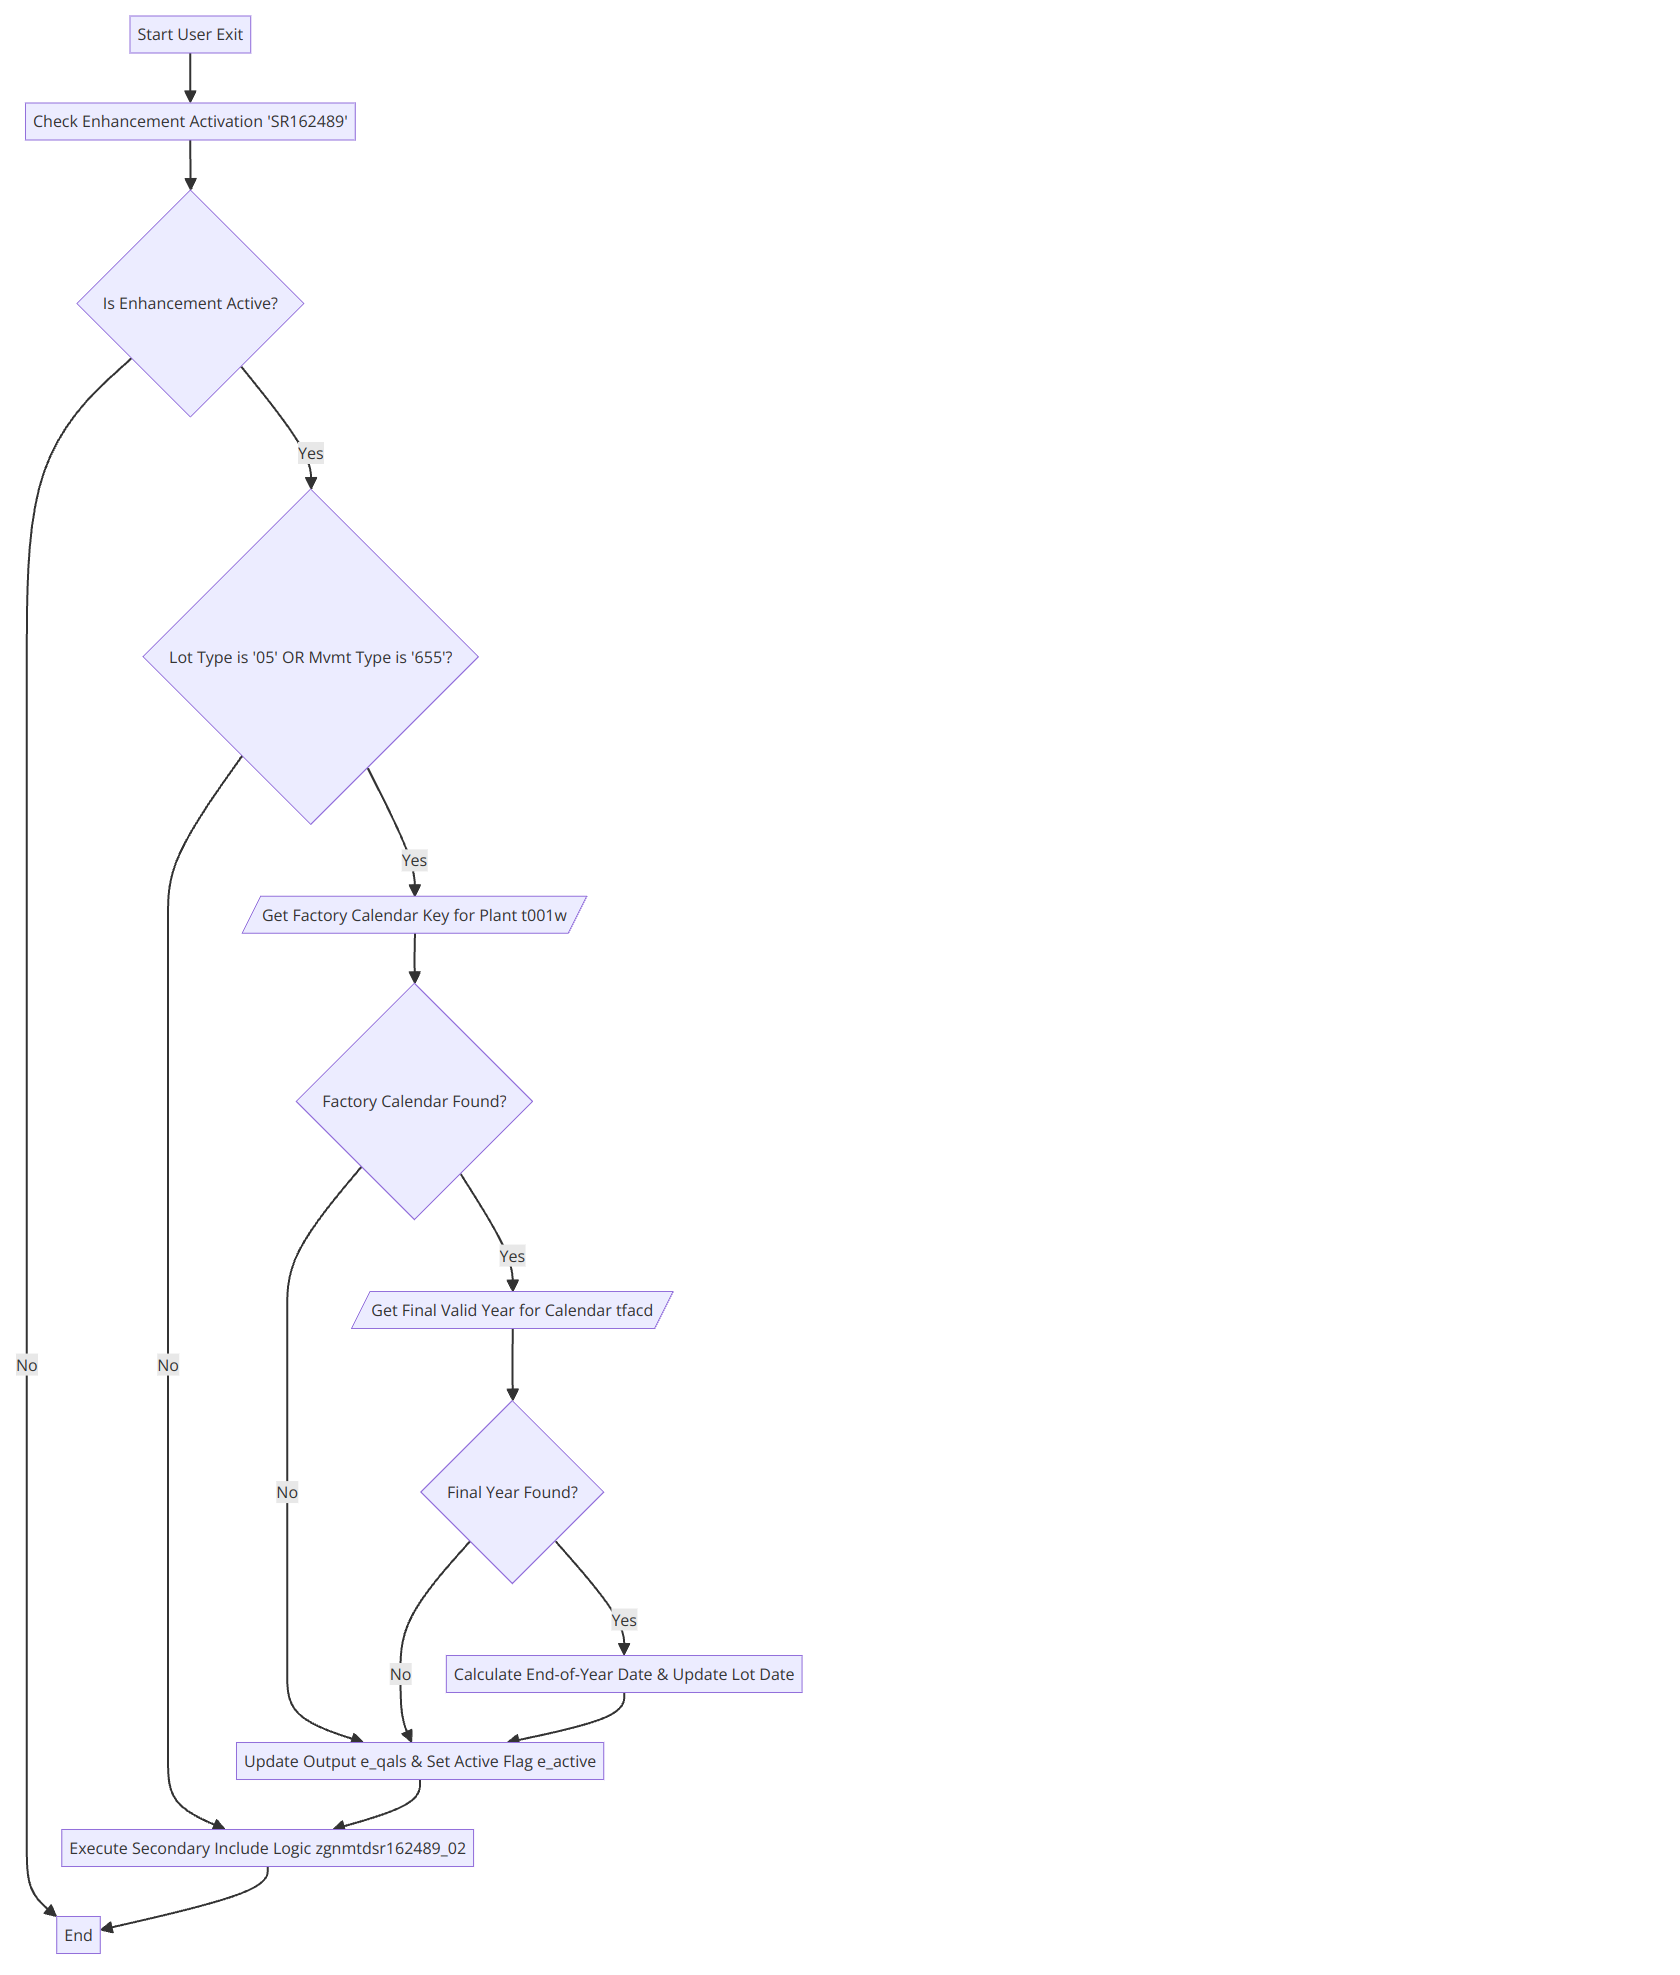 Start User Exit
Check Enhancement Activation 'SR162489'
Is Enhancement Active?
Yes
Lot Type is '05' OR Mvmt Type is '655'?
Yes
Get Factory Calendar Key for Plant t001w
Factory Calendar Found?
Yes
Get Final Valid Year for Calendar tfacd
No
No
No
Final Year Found?
Yes
No
Calculate End-of-Year Date & Update Lot Date
Update Output e_qals & Set Active Flag e_active
Execute Secondary Include Logic zgnmtdsr162489_02
End